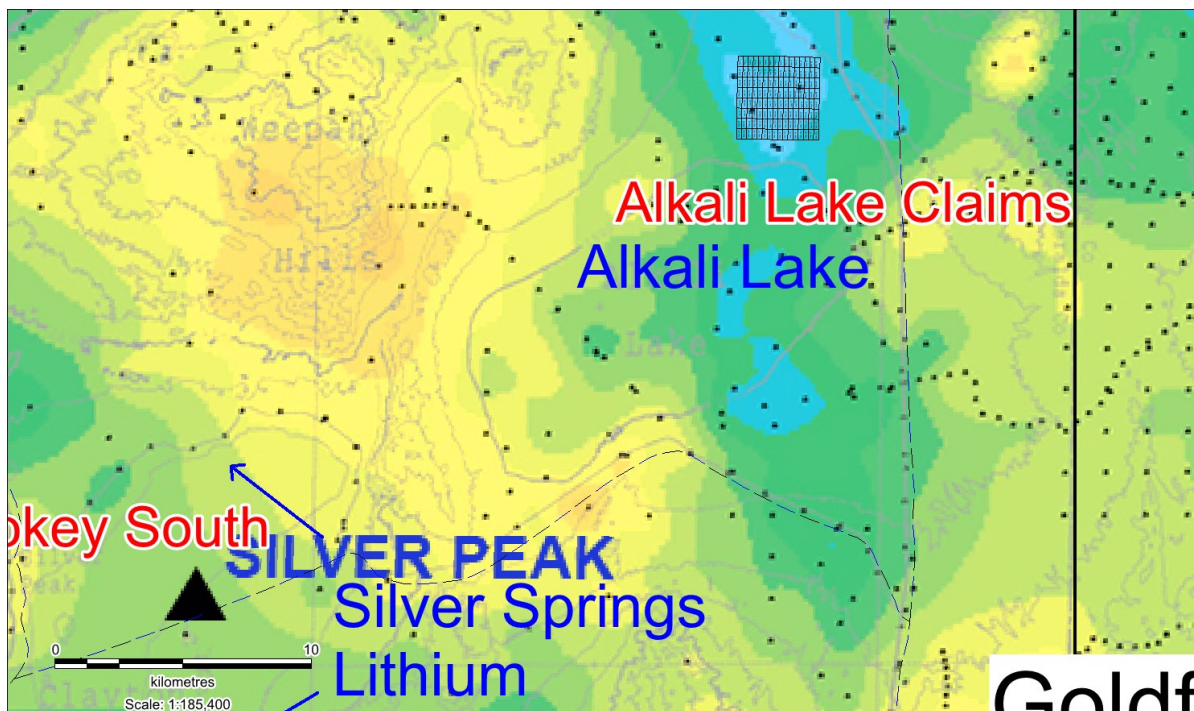 Weepah
Alkali Lake Claims
Hills
Alkali Lake
Lake
okey South
SILVER PEAK
Silver Springs
Lithium
0 10
kilometres
Scale: 1:185,400
Clayton
Goldf